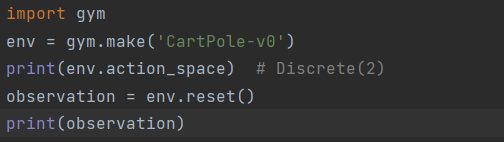 import gym
env = gym.make('CartPole-v0')
print(env.action_space)  # Discrete(2)
observation = env.reset()
print(observation)